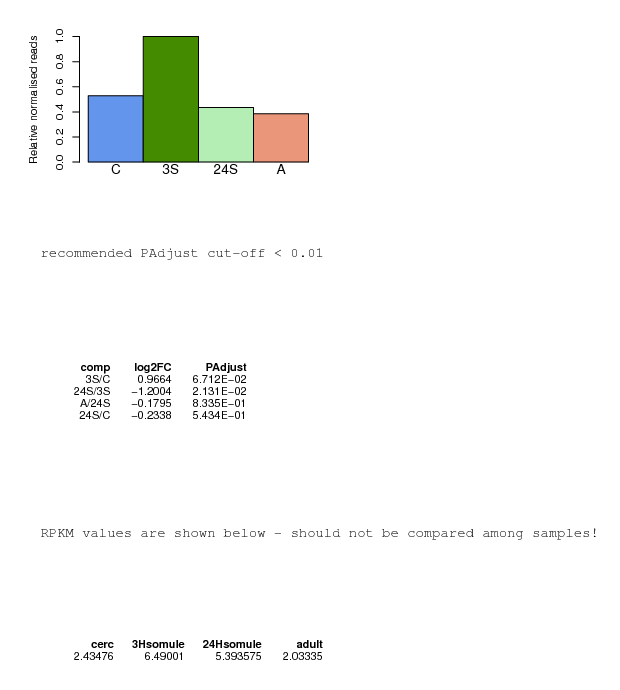 Relative normalised reads
1.0
0.8
0.6
0.4
0.2
0.0
C 3S 24S A
recommended PAdjust cut-off < 0.01
comp log2FC PAdjust
3S/C 0.9664 6.712E−02
24S/3S −1.2004 2.131E−02
A/24S −0.1795 8.335E−01
24S/C −0.2338 5.434E−01
RPKM values are shown below - should not be compared among samples!
cerc 3Hsomule 24Hsomule adult
2.43476 6.49001 5.393575 2.03335